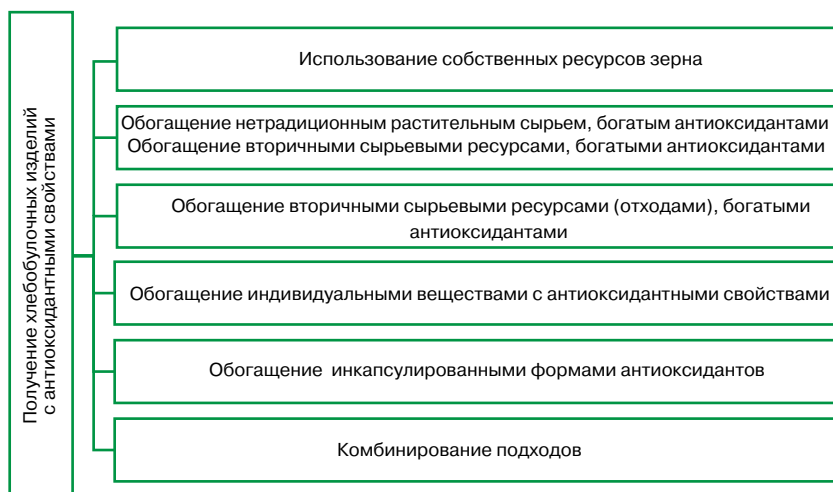 Получение хлебобулочных изделий
с антиоксидантными свойствами
Использование собственных ресурсов зерна
Обогащение нетрадиционным растительным сырьем, богатым антиоксидантами
Обогащение вторичными сырьевыми ресурсами, богатыми антиоксидантами
Обогащение вторичными сырьевыми ресурсами (отходами), богатыми
антиоксидантами
Обогащение индивидуальными веществами с антиоксидантными свойствами
Обогащение инкапсулированными формами антиоксидантов
Комбинирование подходов